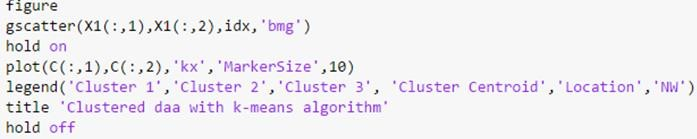 figure
gscatter(X1(:,1),X1(:,2),idx,'bmg')
hold on
plot(C(:,1),C(:,2),'kx','MarkerSize',10)
legend('Cluster 1','Cluster 2','Cluster 3', 'Cluster Centroid','Location','NW')
title 'Clustered daa with k-means algorithm'
hold off